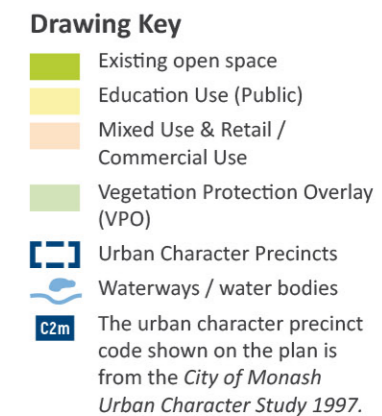 Drawing Key
Existing open space
Education Use (Public)
Mixed Use & Retail /
Commercial Use
Vegetation Protection Overlay
(VPO)
Urban Character Precincts
Waterways / water bodies
C2m The urban character precinct
code shown on the plan is
from the City of Monash
Urban Character Study 1997.